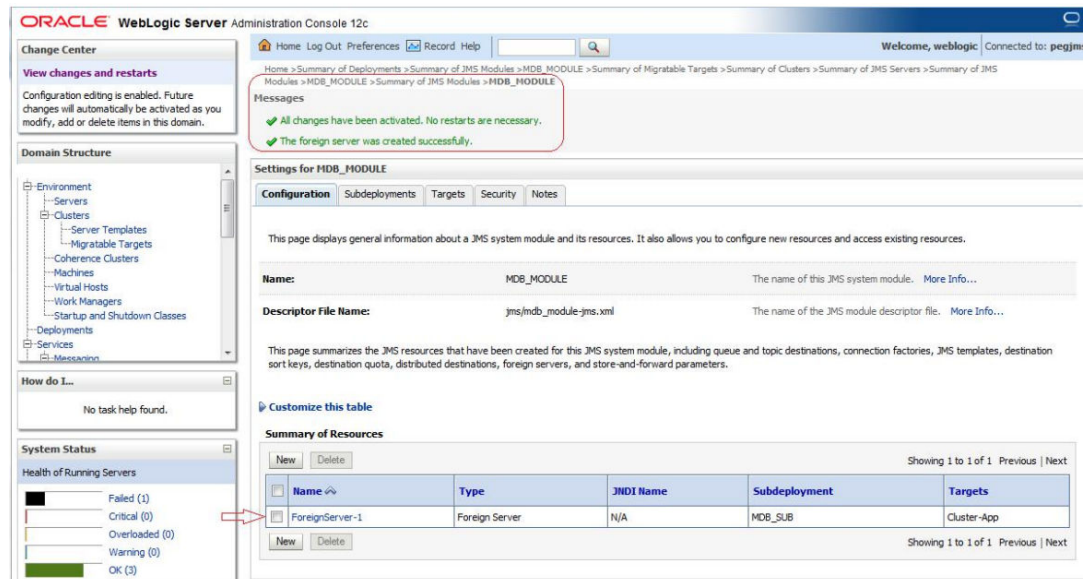 ORACLE WebLogic Server Administration Console 12c
Change Center
View changes and restarts
Configuration editing is enabled. Future
changes will automatically be activated as you
modify, add or delete items in this domain.
Domain Structure
Environment
Servers
Clusters
Server Templates
Migratable Targets
Coherence Clusters
Machines
Virtual Hosts
Work Managers
Startup and Shutdown Classes
Deployments
Services
Messaging
How do I...
No task help found.
System Status
Health of Running Servers
Failed (1)
Critical (0)
Overloaded (0)
Warning (0)
OK (3)
Home Log Out Preferences Record Help
Welcome, weblogic Connected to: pegjms
Home >Summary of Deployments >Summary of JMS Modules >MDB_MODULE >Summary of Migratable Targets >Summary of Clusters >Summary of JMS Servers >Summary of JMS
Modules >MDB_MODULE >Summary of JMS Modules >MDB_MODULE
Messages
All changes have been activated. No restarts are necessary.
The foreign server was created successfully.
Settings for MDB_MODULE
Configuration Subdeployments Targets Security Notes
This page displays general information about a JMS system module and its resources. It also allows you to configure new resources and access existing resources.
Name: MDB_MODULE The name of this JMS system module. More Info...
Descriptor File Name: jms/mdb_module-jms.xml The name of the JMS module descriptor file. More Info...
This page summarizes the JMS resources that have been created for this JMS system module, including queue and topic destinations, connection factories, JMS templates, destination
sort keys, destination quota, distributed destinations, foreign servers, and store-and-forward parameters.
Customize this table
Summary of Resources
New Delete Showing 1 to 1 of 1 Previous | Next
Name Type JNDI Name Subdeployment Targets
ForeignServer-1 Foreign Server N/A MDB_SUB Cluster-App
New Delete Showing 1 to 1 of 1 Previous | Next